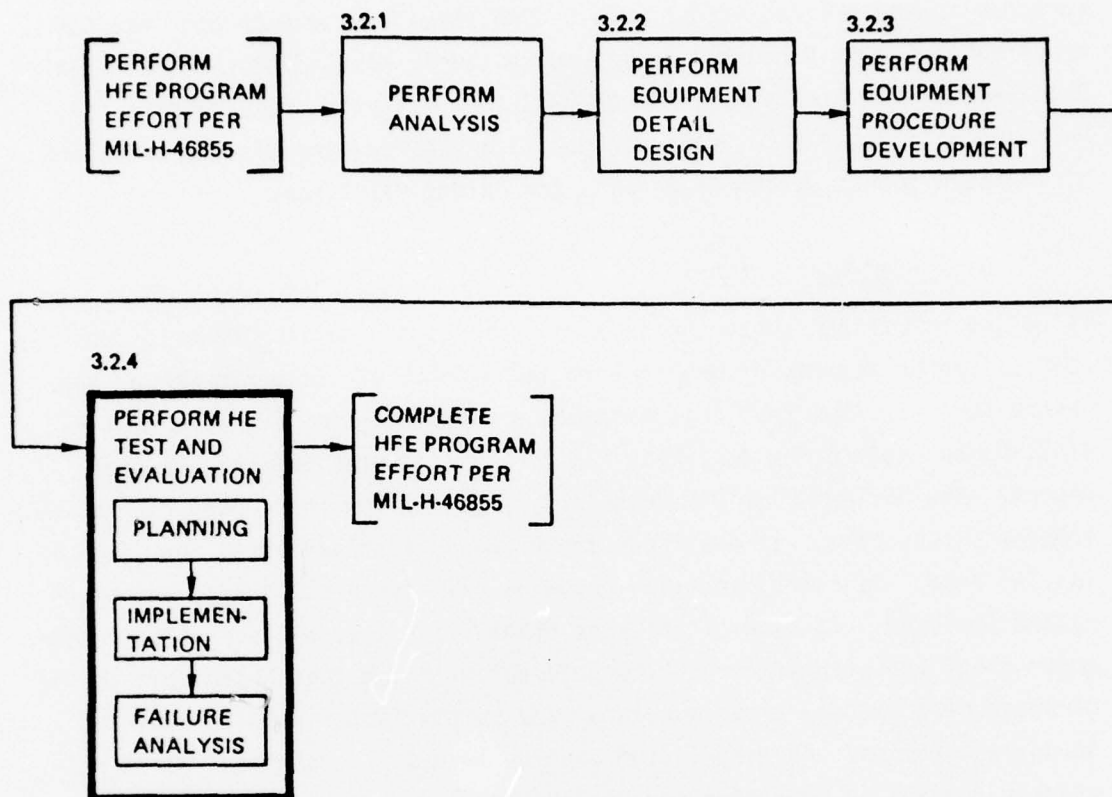 PERFORM
HFE PROGRAM
EFFORT PER
MIL-H-46855
3.2.1
PERFORM
ANALYSIS
3.2.2
PERFORM
EQUIPMENT
DETAIL
DESIGN
3.2.3
PERFORM
EQUIPMENT
PROCEDURE
DEVELOPMENT
3.2.4
PERFORM HE
TEST AND
EVALUATION
PLANNING
IMPLEMEN-
TATION
FAILURE
ANALYSIS
COMPLETE
HFE PROGRAM
EFFORT PER
MIL-H-46855